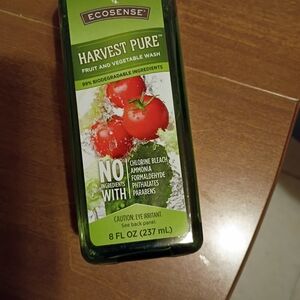 ECOSENSE®
HARVEST PURE™
FRUIT AND VEGETABLE WASH
99% BIODEGRADABLE INGREDIENTS
NO
INGREDIENTS
WITH
CHLORINE BLEACH
AMMONIA
FORMALDEHYDE
PHTHALATES
PARABENS
CAUTION: EYE IRRITANT.
See back panel.
8 FL OZ (237 mL)